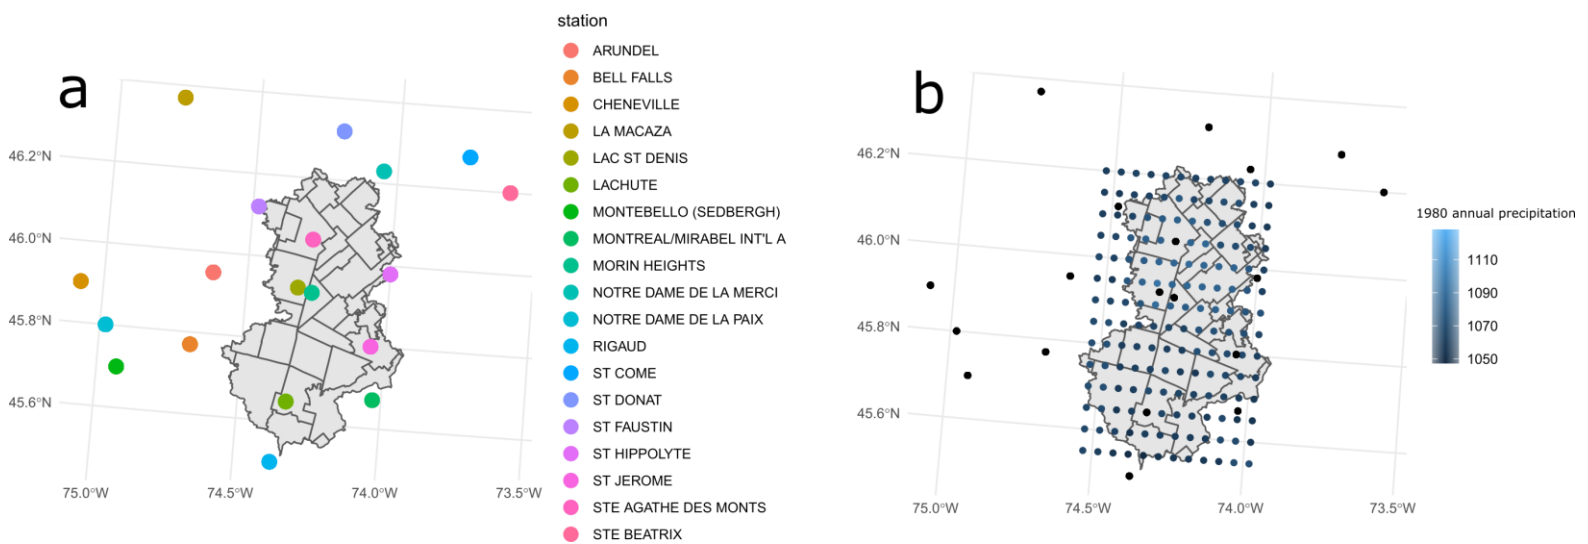 a
46.2°N
46.0°N
45.8°N
45.6°N
75.0°W
74.5°W
74.0°W
73.5°W
station
ARUNDEL
BELL FALLS
CHENEVILLE
LA MACAZA
LAC ST DENIS
LACHUTE
MONTEBELLO (SEDBERGH)
MONTREAL/MIRABEL INT'L A
MORIN HEIGHTS
NOTRE DAME DE LA MERCI
NOTRE DAME DE LA PAIX
RIGAUD
ST COME
ST DONAT
ST FAUSTIN
ST HIPPOLYTE
ST JEROME
STE AGATHE DES MONTS
STE BEATRIX
b
46.2°N
46.0°N
45.8°N
45.6°N
75.0°W
74.5°W
74.0°W
73.5°W
1980 annual precipitation
1110
1090
1070
1050